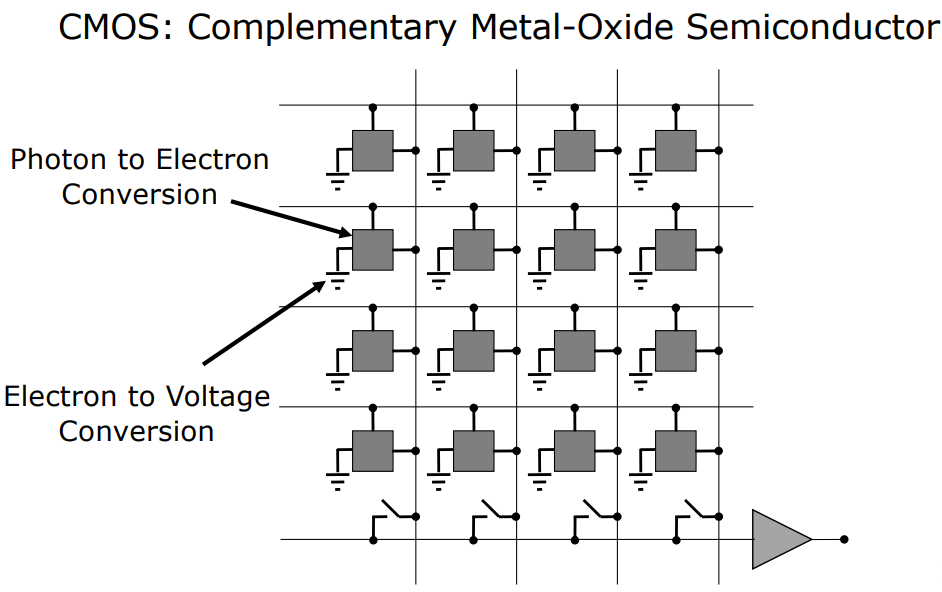 CMOS: Complementary Metal-Oxide Semiconductor
Photon to Electron
Conversion
Electron to Voltage
Conversion